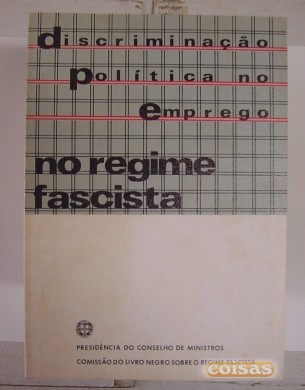 discriminação
política no
emprego
no regime
fascista
PRESIDÊNCIA DO CONSELHO DE MINISTROS
COMISSÃO DO LIVRO NEGRO SOBRE O REGIME FASCISTA
coisas